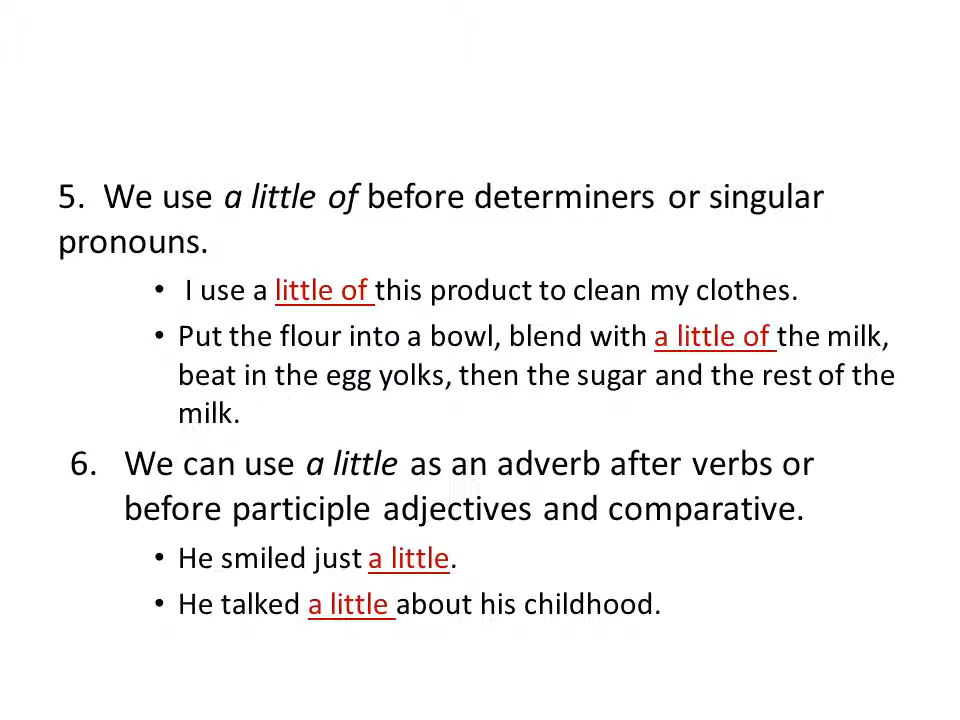 5. We use a little of before determiners or singular
pronouns.
• I use a little of this product to clean my clothes.
• Put the flour into a bowl, blend with a little of the milk,
beat in the egg yolks, then the sugar and the rest of the
milk.
6. We can use a little as an adverb after verbs or
before participle adjectives and comparative.
• He smiled just a little.
• He talked a little about his childhood.